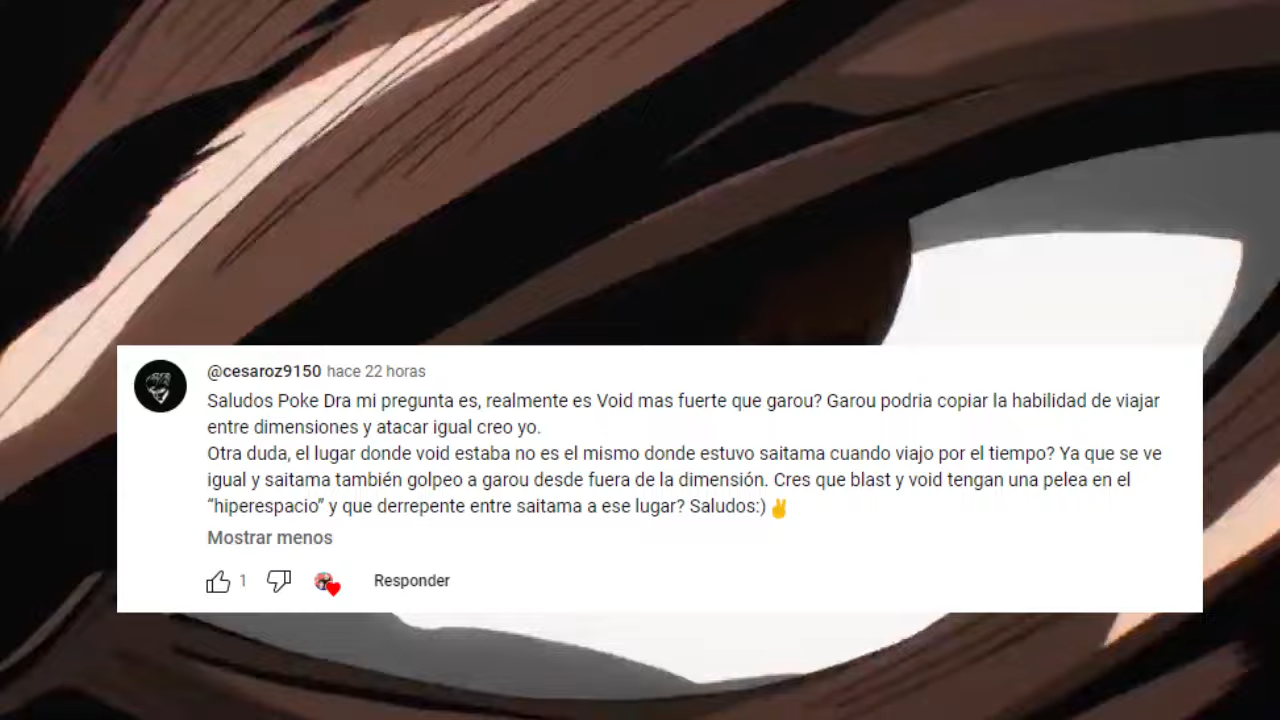 @cesaroz9150 hace 22 horas
Saludos Poke Dra mi pregunta es, realmente es Void mas fuerte que garou? Garou podria copiar la habilidad de viajar
entre dimensiones y atacar igual creo yo.
Otra duda, el lugar donde void estaba no es el mismo donde estuvo saitama cuando viajo por el tiempo? Ya que se ve
igual y saitama también golpeo a garou desde fuera de la dimensión. Cres que blast y void tengan una pelea en el
“hiperespacio” y que derrepente entre saitama a ese lugar? Saludos:)✌
Mostrar menos
1 Responder